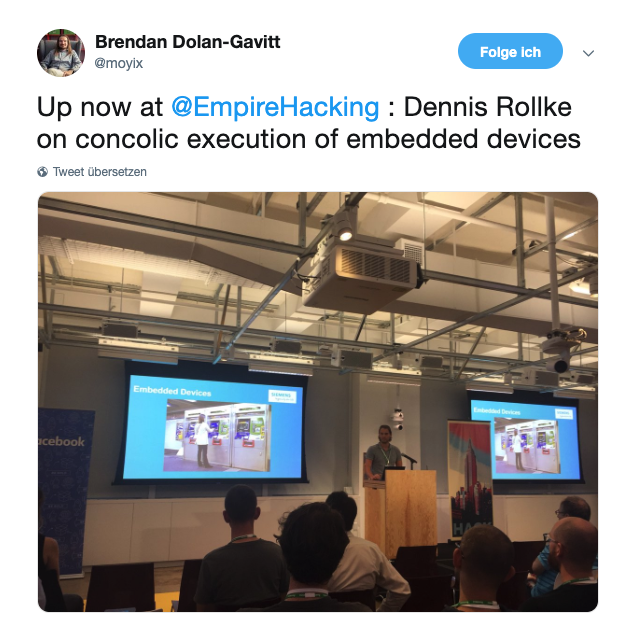 Brendan Dolan-Gavitt
@moyix
Folge ich
Up now at @EmpireHacking : Dennis Rollke
on concolic execution of embedded devices
Tweet übersetzen
Embedded Devices
SIEMENS
Embedded Devices
acebook
HACK